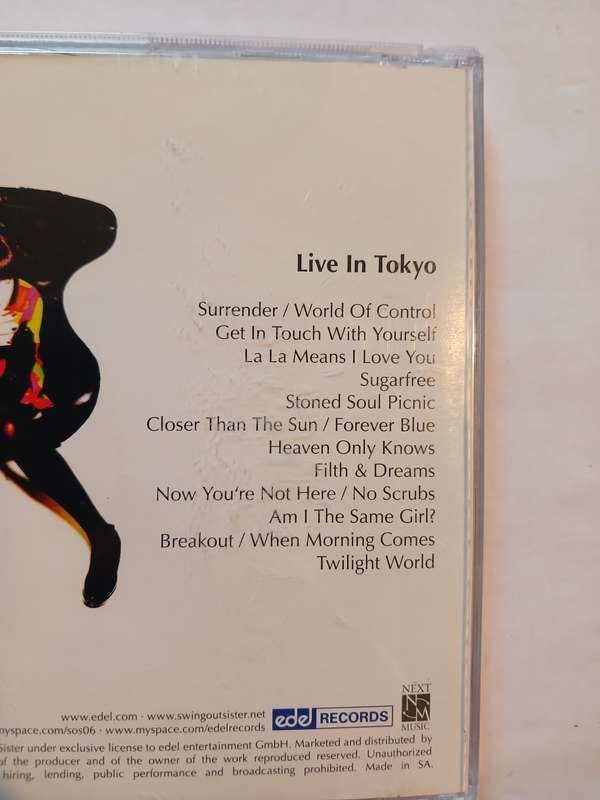 Live In Tokyo
Surrender / World Of Control
Get In Touch With Yourself
La La Means I Love You
Sugarfree
Stoned Soul Picnic
Closer Than The Sun / Forever Blue
Heaven Only Knows
Filth & Dreams
Now You're Not Here / No Scrubs
Am I The Same Girl?
Breakout / When Morning Comes
Twilight World
www.edel.com · www.swingoutsister.net
myspace.com/sos06 · www.myspace.com/edelrecords
edel RECORDS
NËXT
MUSIC
Sister under exclusive license to edel entertainment GmbH. Marketed and distributed by
of the producer and of the owner of the work reproduced reserved. Unauthorized
hiring, lending, public performance and broadcasting prohibited. Made in SA.